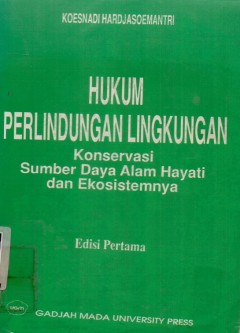 KOESNADI HARDJASOEMANTRI
HUKUM
PERLINDUNGAN LINGKUNGAN
Konservasi
Sumber Daya Alam Hayati
dan Ekosistemnya
Edisi Pertama
GADJAH MADA UNIVERSITY PRESS